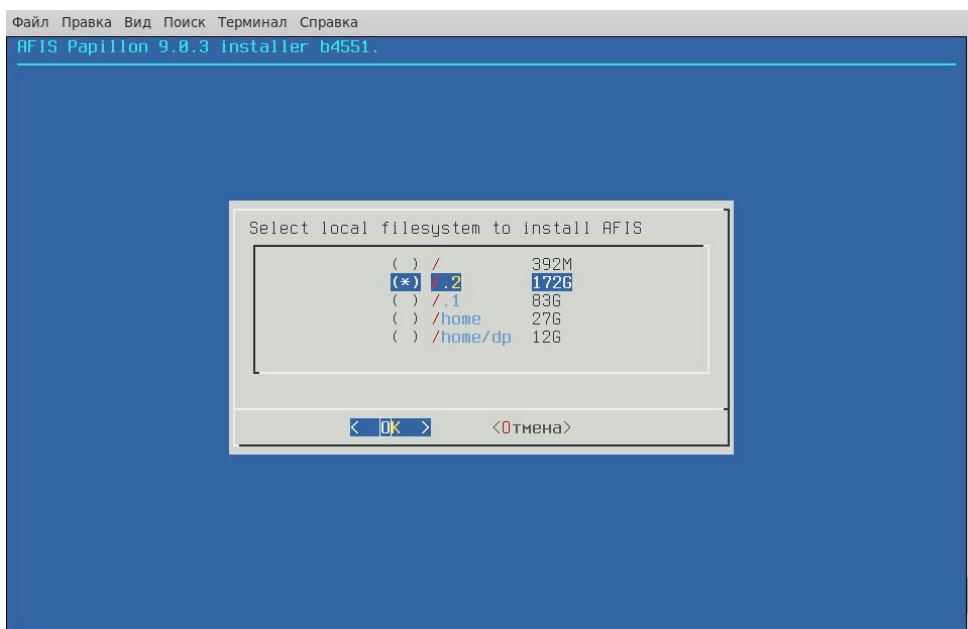 Файл Правка Вид Поиск Терминал Справка
AFIS Papillon 9.0.3 installer b4551.
Select local filesystem to install AFIS
( ) / 392M
(*) /.2 172G
( ) /.1 83G
( ) /home 27G
( ) /home/dp 12G
< OK > <Отмена>